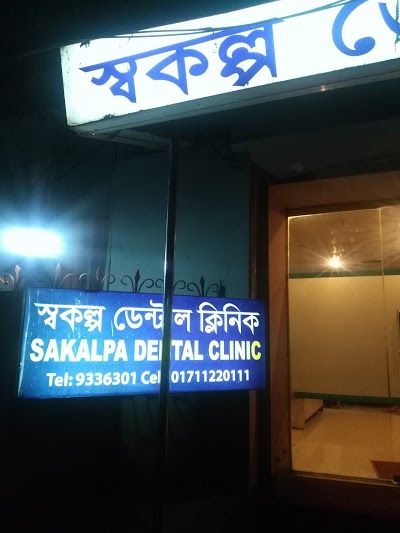 স্বকল্প ডে
স্বকল্প ডেন্টাল ক্লিনিক
SAKALPA DENTAL CLINIC
Tel: 9336301 Cell: 01711220111